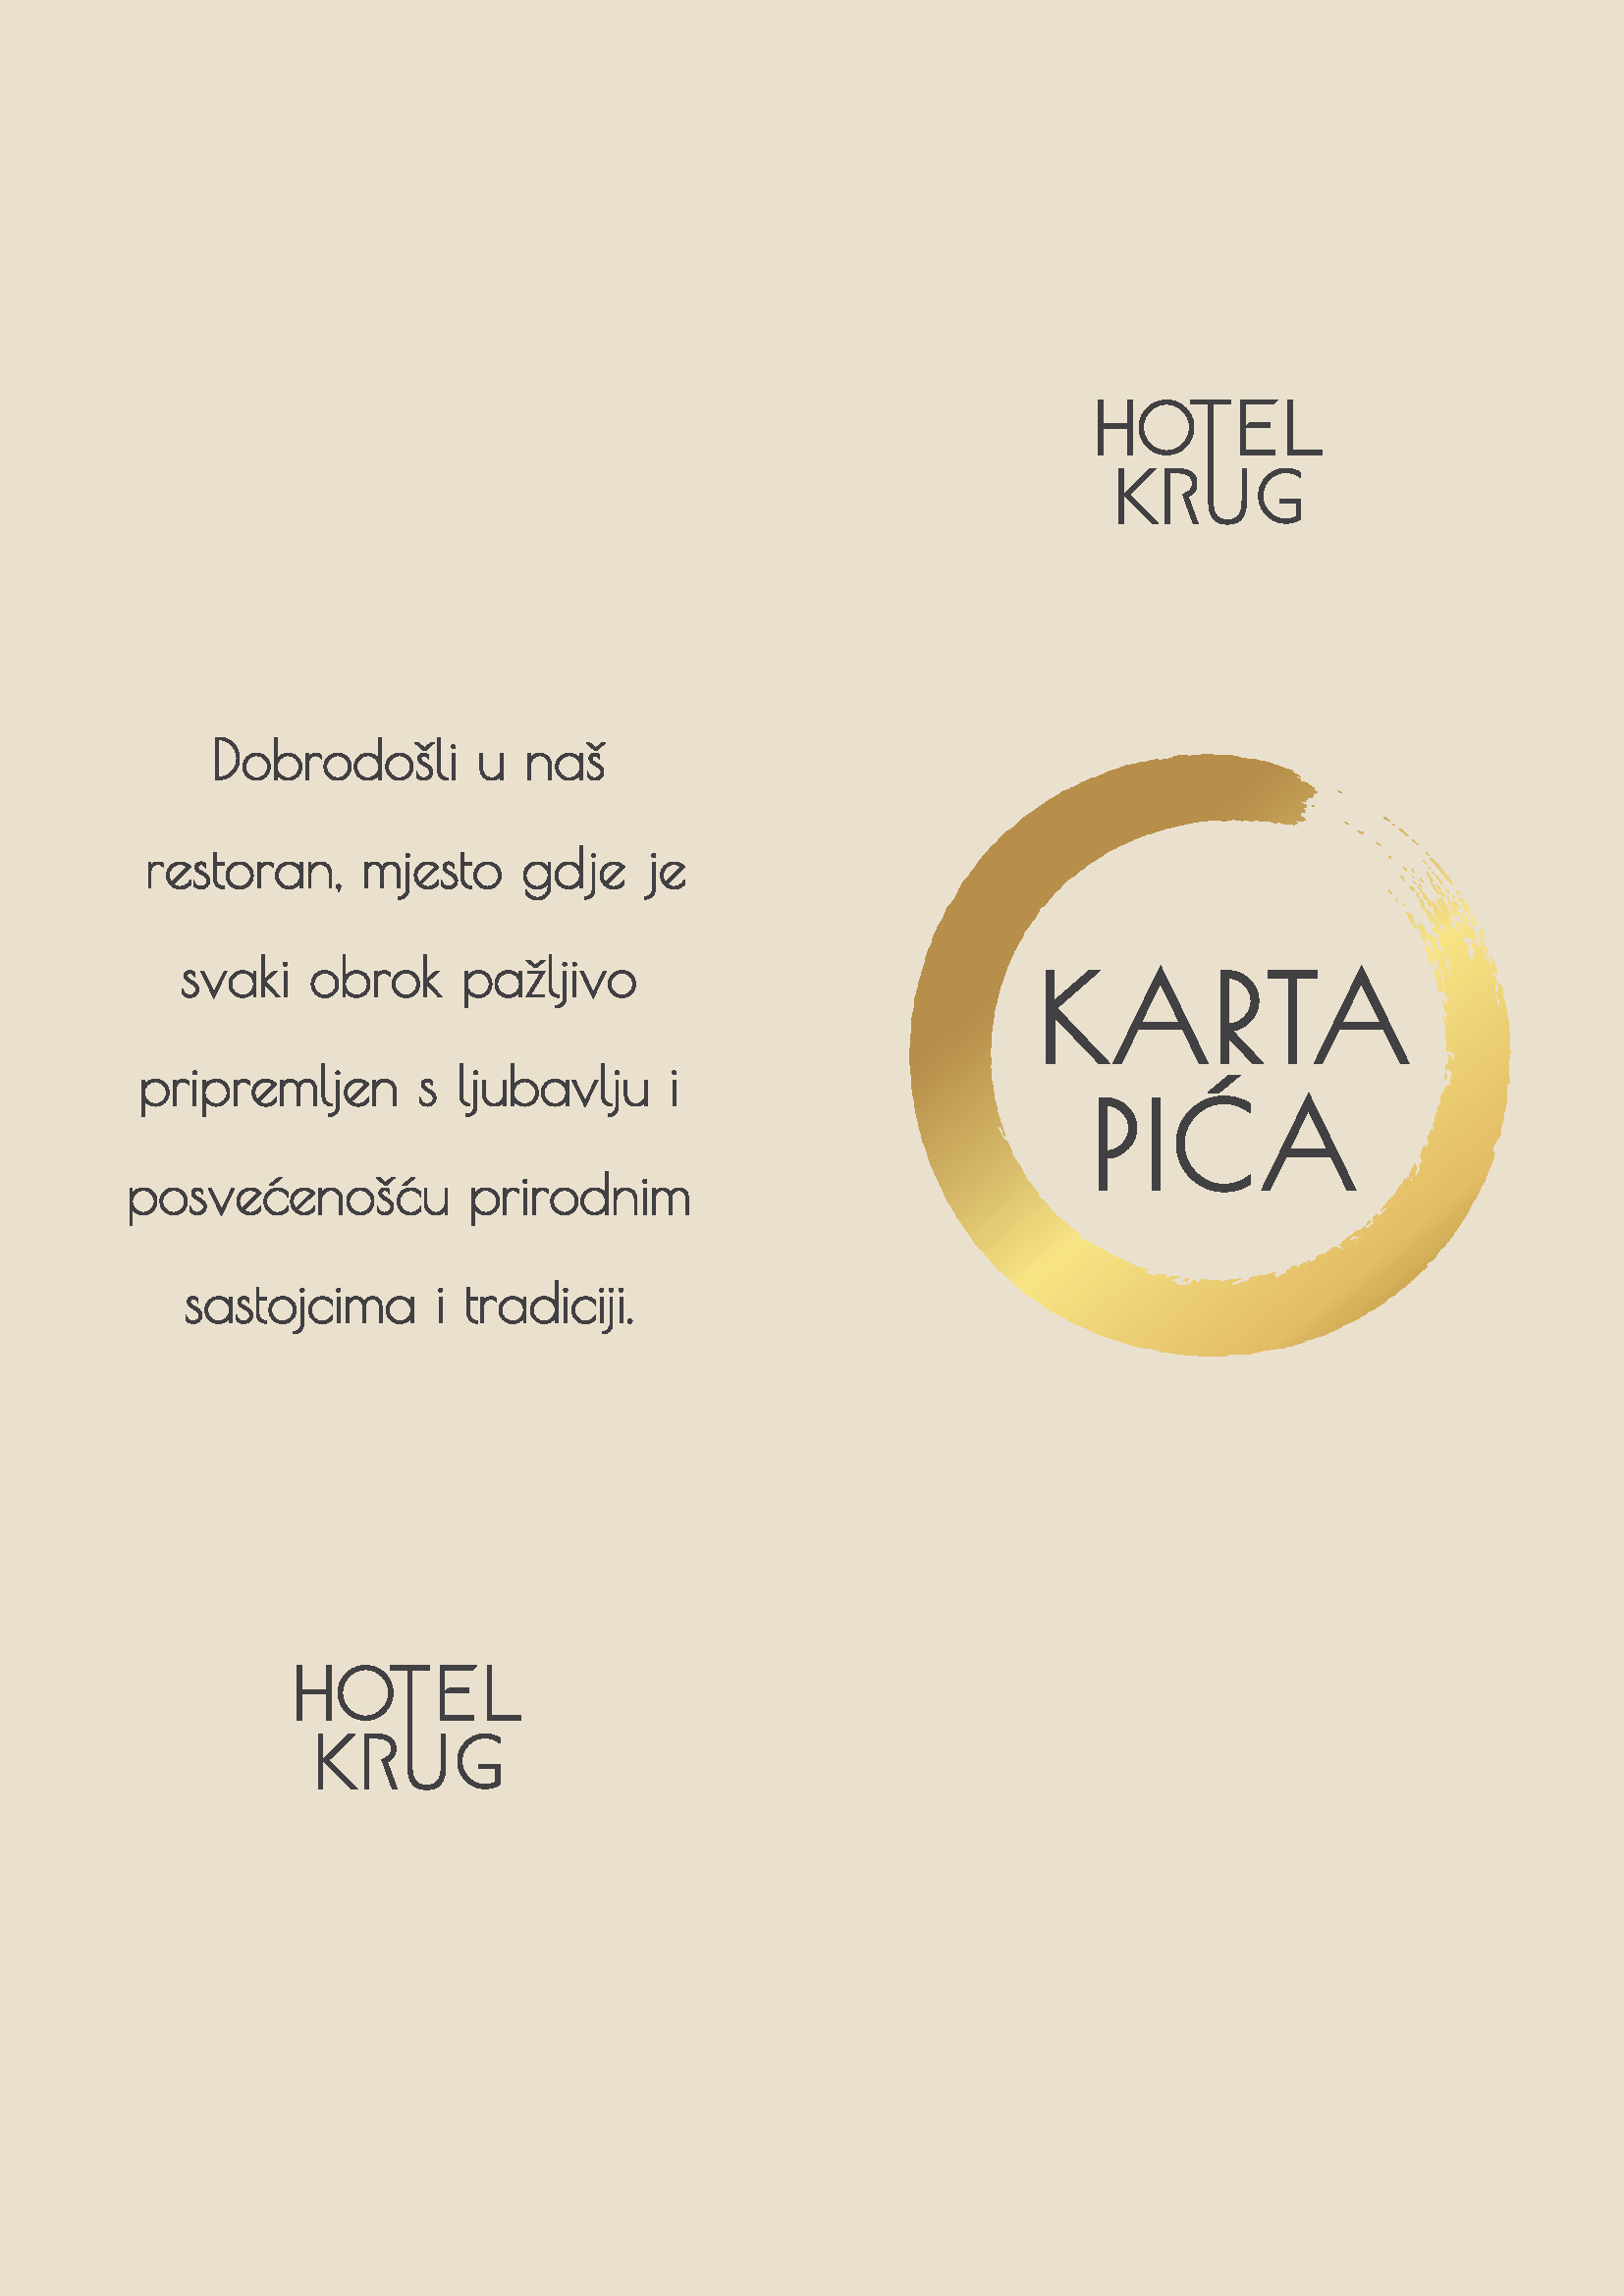 Dobrodošli u naš
restoran, mjesto gdje je
svaki obrok pažljivo
pripremljen s ljubavlju i
posvećenošću prirodnim
sastojcima i tradiciji.
HOTEL
KRUG
HOTEL
KRUG
KARTA
PIĆA